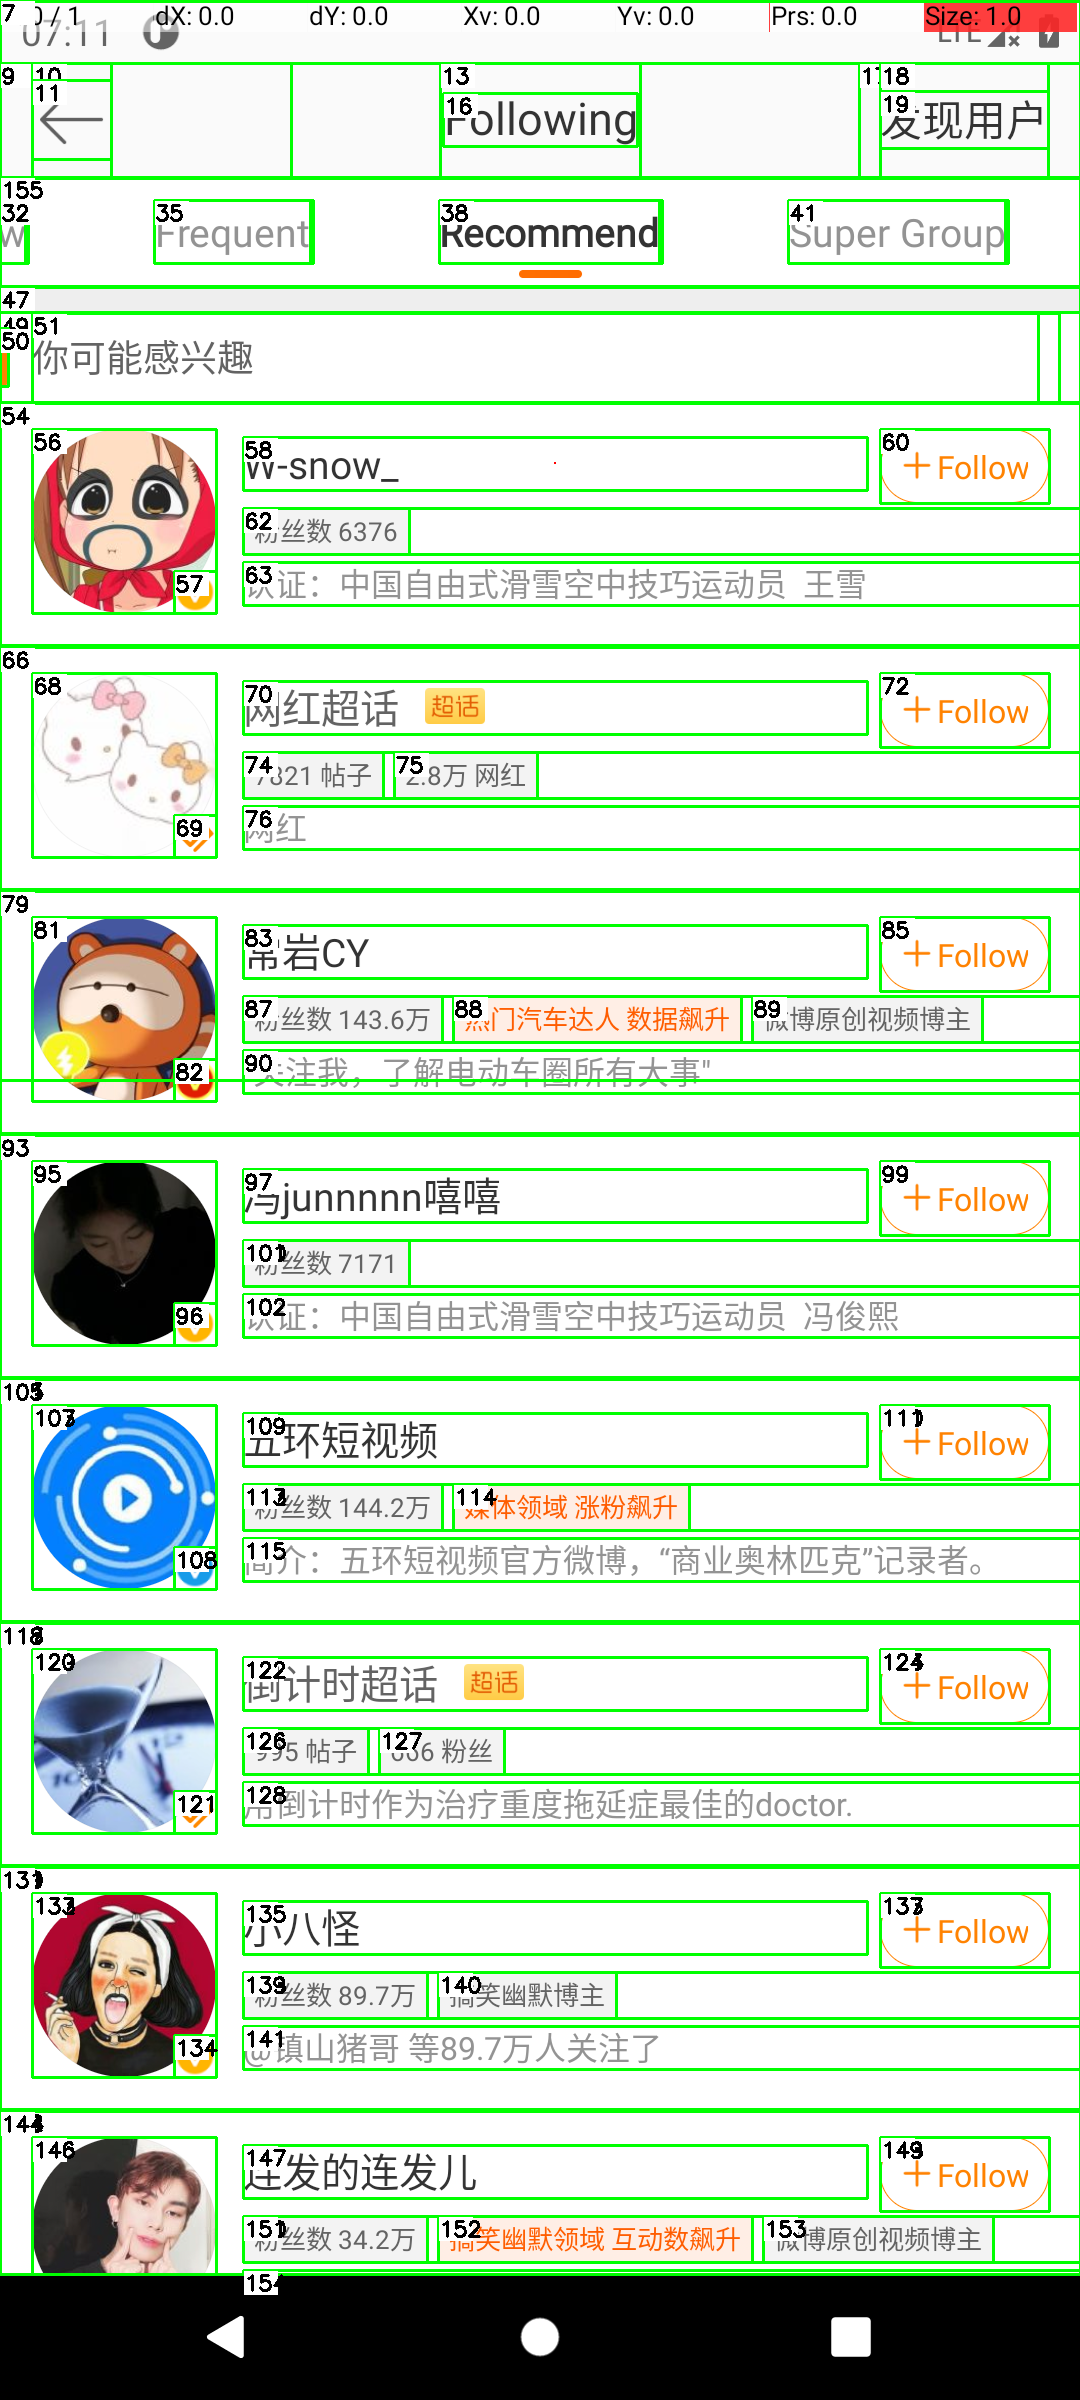 0 / 1 dX: 0.0 dY: 0.0 Xv: 0.0 Yv: 0.0 Prs: 0.0 Size: 1.0
7
07:11 LTE
9 10 11 13 16 17 18 19
Following 发现用户
155
32 35 38 41
w Frequent Recommend Super Group
47
49 50 51
你可能感兴趣
54
56 58 60
W-snow_ Follow
62
粉丝数 6376
57 63
认证：中国自由式滑雪空中技巧运动员 王雪
66
68 70 72
网红超话 超话 Follow
74 75
7821 帖子 2.8万 网红
69 76
网红
79
81 83 85
常岩CY Follow
87 88 89
粉丝数 143.6万 热门汽车达人 数据飙升 微博原创视频博主
82 90
关注我，了解电动车圈所有大事"
93
95 97 99
冯junnnnn嘻嘻 Follow
101
粉丝数 7171
96 102
认证：中国自由式滑雪空中技巧运动员 冯俊熙
105
107 109 111
五环短视频 Follow
113 114
粉丝数 144.2万 媒体领域 涨粉飙升
108 115
简介：五环短视频官方微博，“商业奥林匹克”记录者。
118
120 122 124
倒计时超话 超话 Follow
126 127
995 帖子 666 粉丝
121 128
用倒计时作为治疗重度拖延症最佳的doctor.
131
133 135 137
小八怪 Follow
139 140
粉丝数 89.7万 搞笑幽默博主
134 141
@镇山猪哥 等89.7万人关注了
144
146 147 149
连发的连发儿 Follow
151 152 153
粉丝数 34.2万 搞笑幽默领域 互动数飙升 微博原创视频博主
154